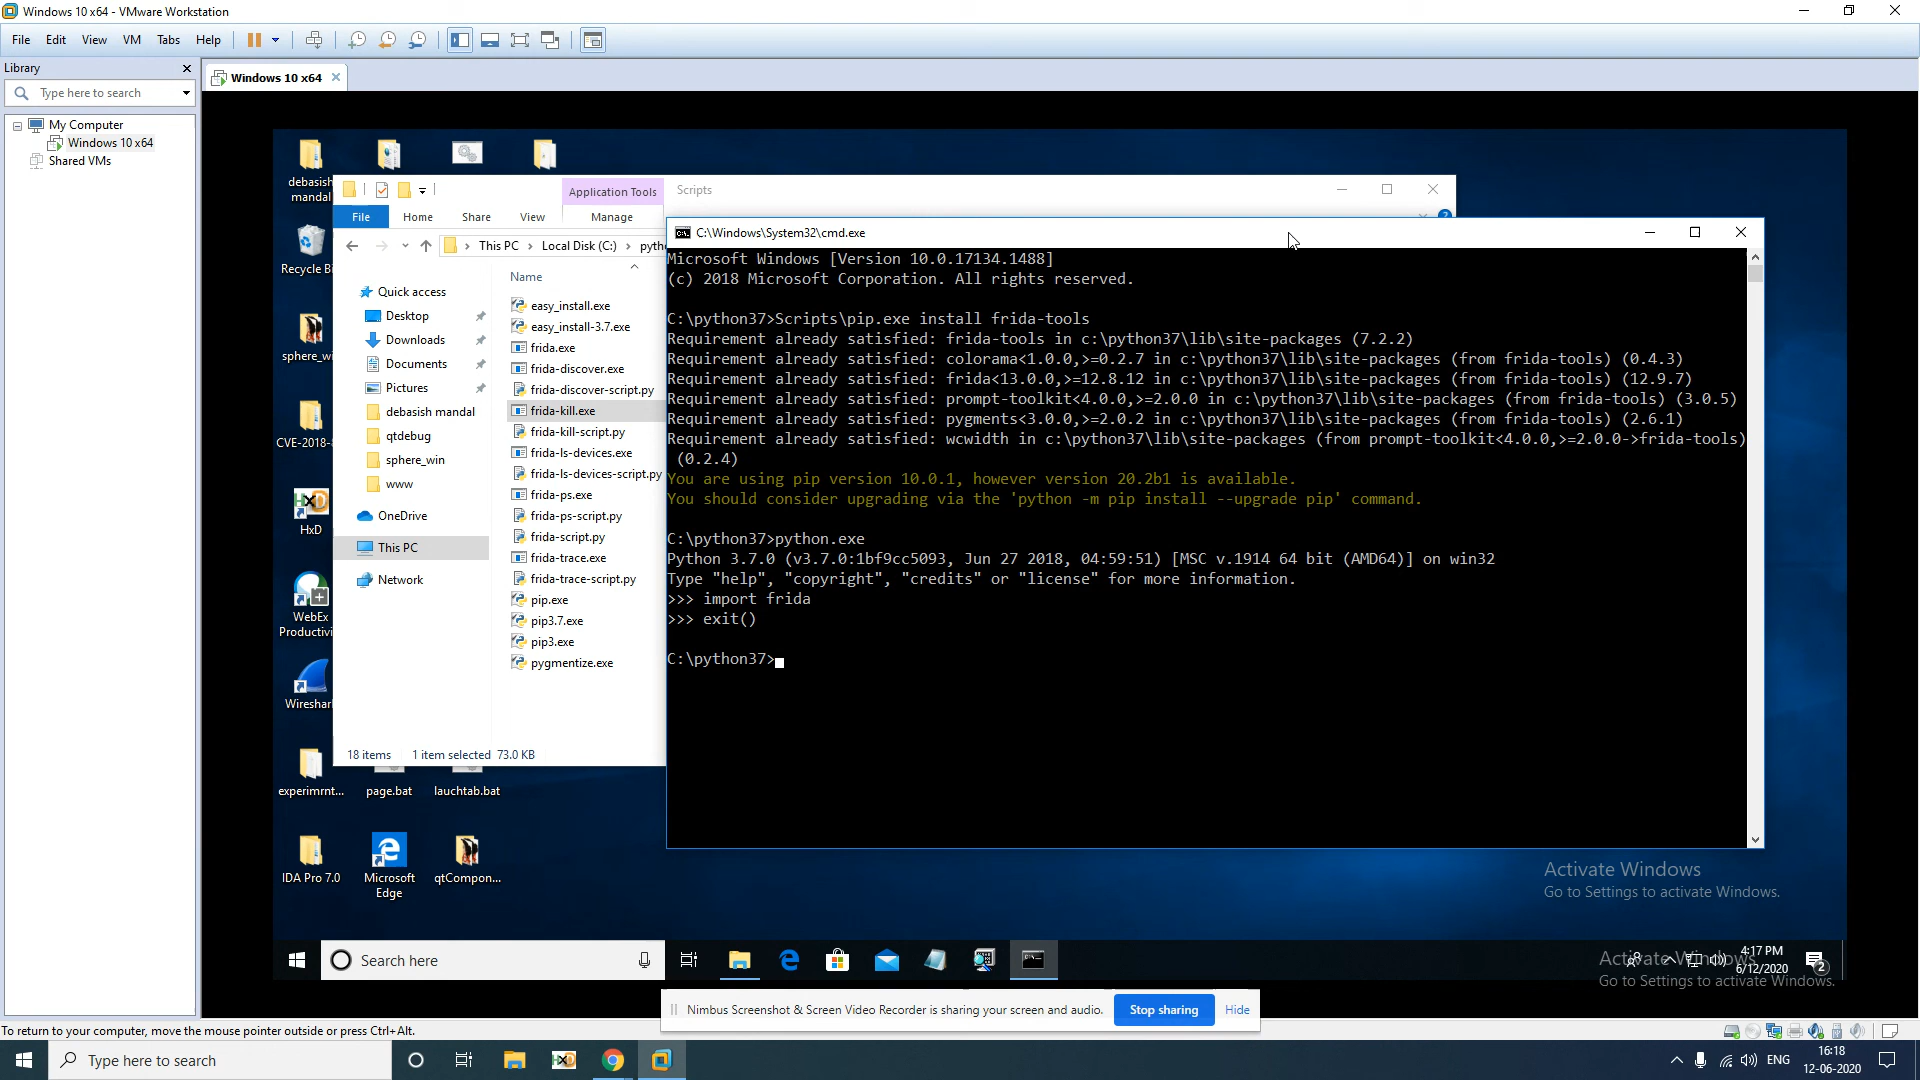 Windows 10 x64 - VMware Workstation
File Edit View VM Tabs Help
Library
Type here to search
My Computer
Windows 10 x64
Shared VMs
Windows 10 x64
debasish mandal
Recycle
HxD
WebEx
Wireshar
experimrnt...
page.bat
lauchtab.bat
IDA Pro 7.0
Microsoft Edge
qtCompon...
Application Tools
Scripts
File Home Share View Manage
This PC > Local Disk (C:) >
Name
Quick access
Desktop
Downloads
Documents
Pictures
debasish mandal
qtdebug
sphere_win
www
OneDrive
This PC
Network
easy_install.exe
easy_install-3.7.exe
frida.exe
frida-discover.exe
frida-discover-script.py
frida-kill.exe
frida-kill-script.py
frida-ls-devices.exe
frida-ls-devices-script.py
frida-ps.exe
frida-ps-script.py
frida-script.py
frida-trace.exe
frida-trace-script.py
pip.exe
pip3.7.exe
pip3.exe
pygmentize.exe
18 items 1 item selected 73.0 KB
C:\Windows\System32\cmd.exe
Microsoft Windows [Version 10.0.17134.1488]
(c) 2018 Microsoft Corporation. All rights reserved.
C:\python37>Scripts\pip.exe install frida-tools
Requirement already satisfied: frida-tools in c:\python37\lib\site-packages (7.2.2)
Requirement already satisfied: colorama<1.0.0,>=0.2.7 in c:\python37\lib\site-packages (from frida-tools) (0.4.3)
Requirement already satisfied: frida<13.0.0,>=12.8.12 in c:\python37\lib\site-packages (from frida-tools) (12.9.7)
Requirement already satisfied: prompt-toolkit<4.0.0,>=2.0.0 in c:\python37\lib\site-packages (from frida-tools) (3.0.5)
Requirement already satisfied: pygments<3.0.0,>=2.0.2 in c:\python37\lib\site-packages (from frida-tools) (2.6.1)
Requirement already satisfied: wcwidth in c:\python37\lib\site-packages (from prompt-toolkit<4.0.0,>=2.0.0->frida-tools)
(0.2.4)
You are using pip version 10.0.1, however version 20.2b1 is available.
You should consider upgrading via the 'python -m pip install --upgrade pip' command.
C:\python37>python.exe
Python 3.7.0 (v3.7.0:1bf9cc5093, Jun 27 2018, 04:59:51) [MSC v.1914 64 bit (AMD64)] on win32
Type "help", "copyright", "credits" or "license" for more information.
>>> import frida
>>> exit()
C:\python37>
Activate Windows
Go to Settings to activate Windows.
Search here
Activate Windows
Go to Settings to activate Windows.
4:17 PM
6/12/2020
2
Nimbus Screenshot & Screen Video Recorder is sharing your screen and audio. Stop sharing Hide
To return to your computer, move the mouse pointer outside or press Ctrl+Alt.
Type here to search
ENG
16:18
12-06-2020